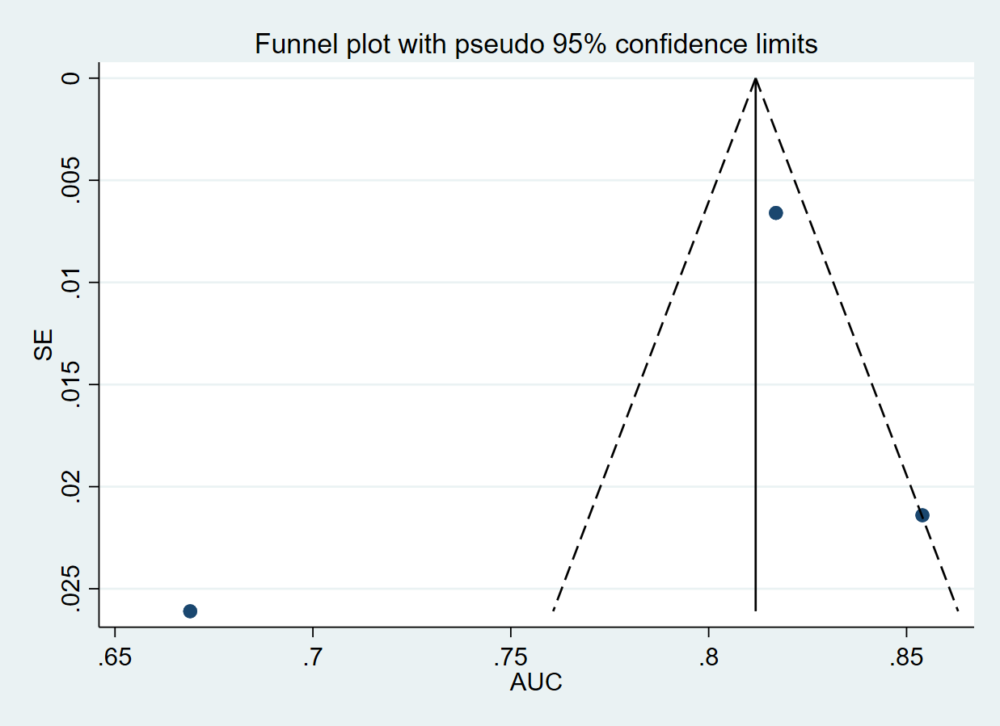 Funnel plot with pseudo 95% confidence limits
0
.005
.01
.015
.02
.025
SE
.65 .7 .75 .8 .85
AUC